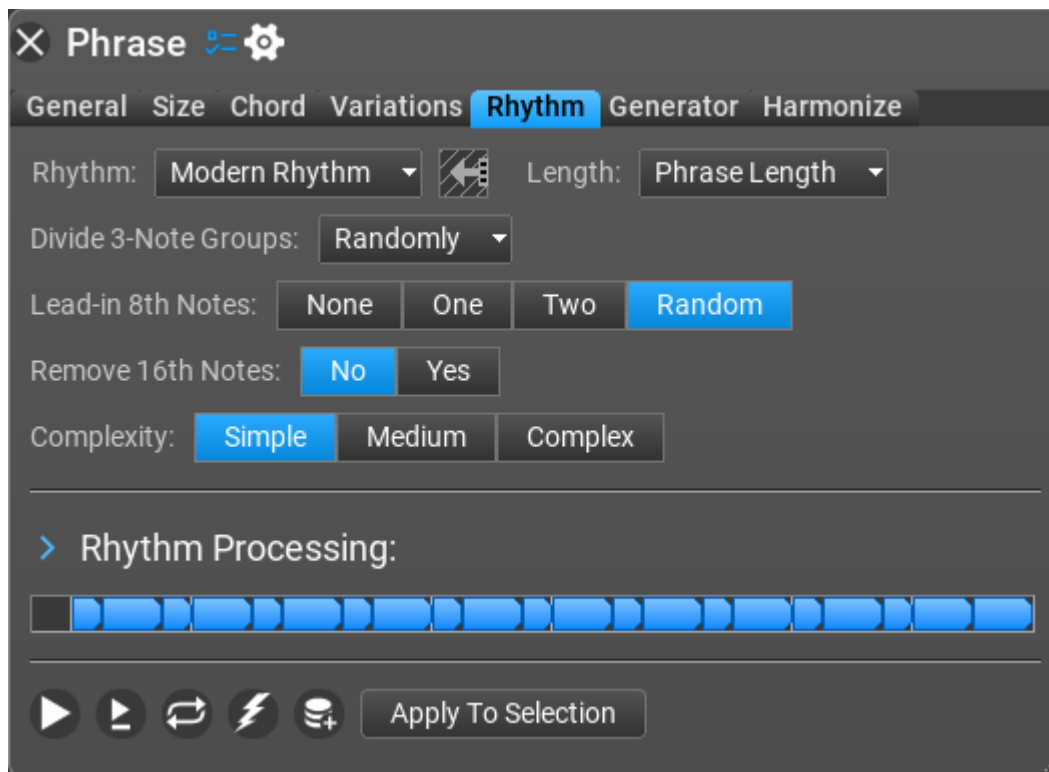 Phrase
General Size Chord Variations Rhythm Generator Harmonize
Rhythm: Modern Rhythm Length: Phrase Length
Divide 3-Note Groups: Randomly
Lead-in 8th Notes: None One Two Random
Remove 16th Notes: No Yes
Complexity: Simple Medium Complex
Rhythm Processing:
Apply To Selection